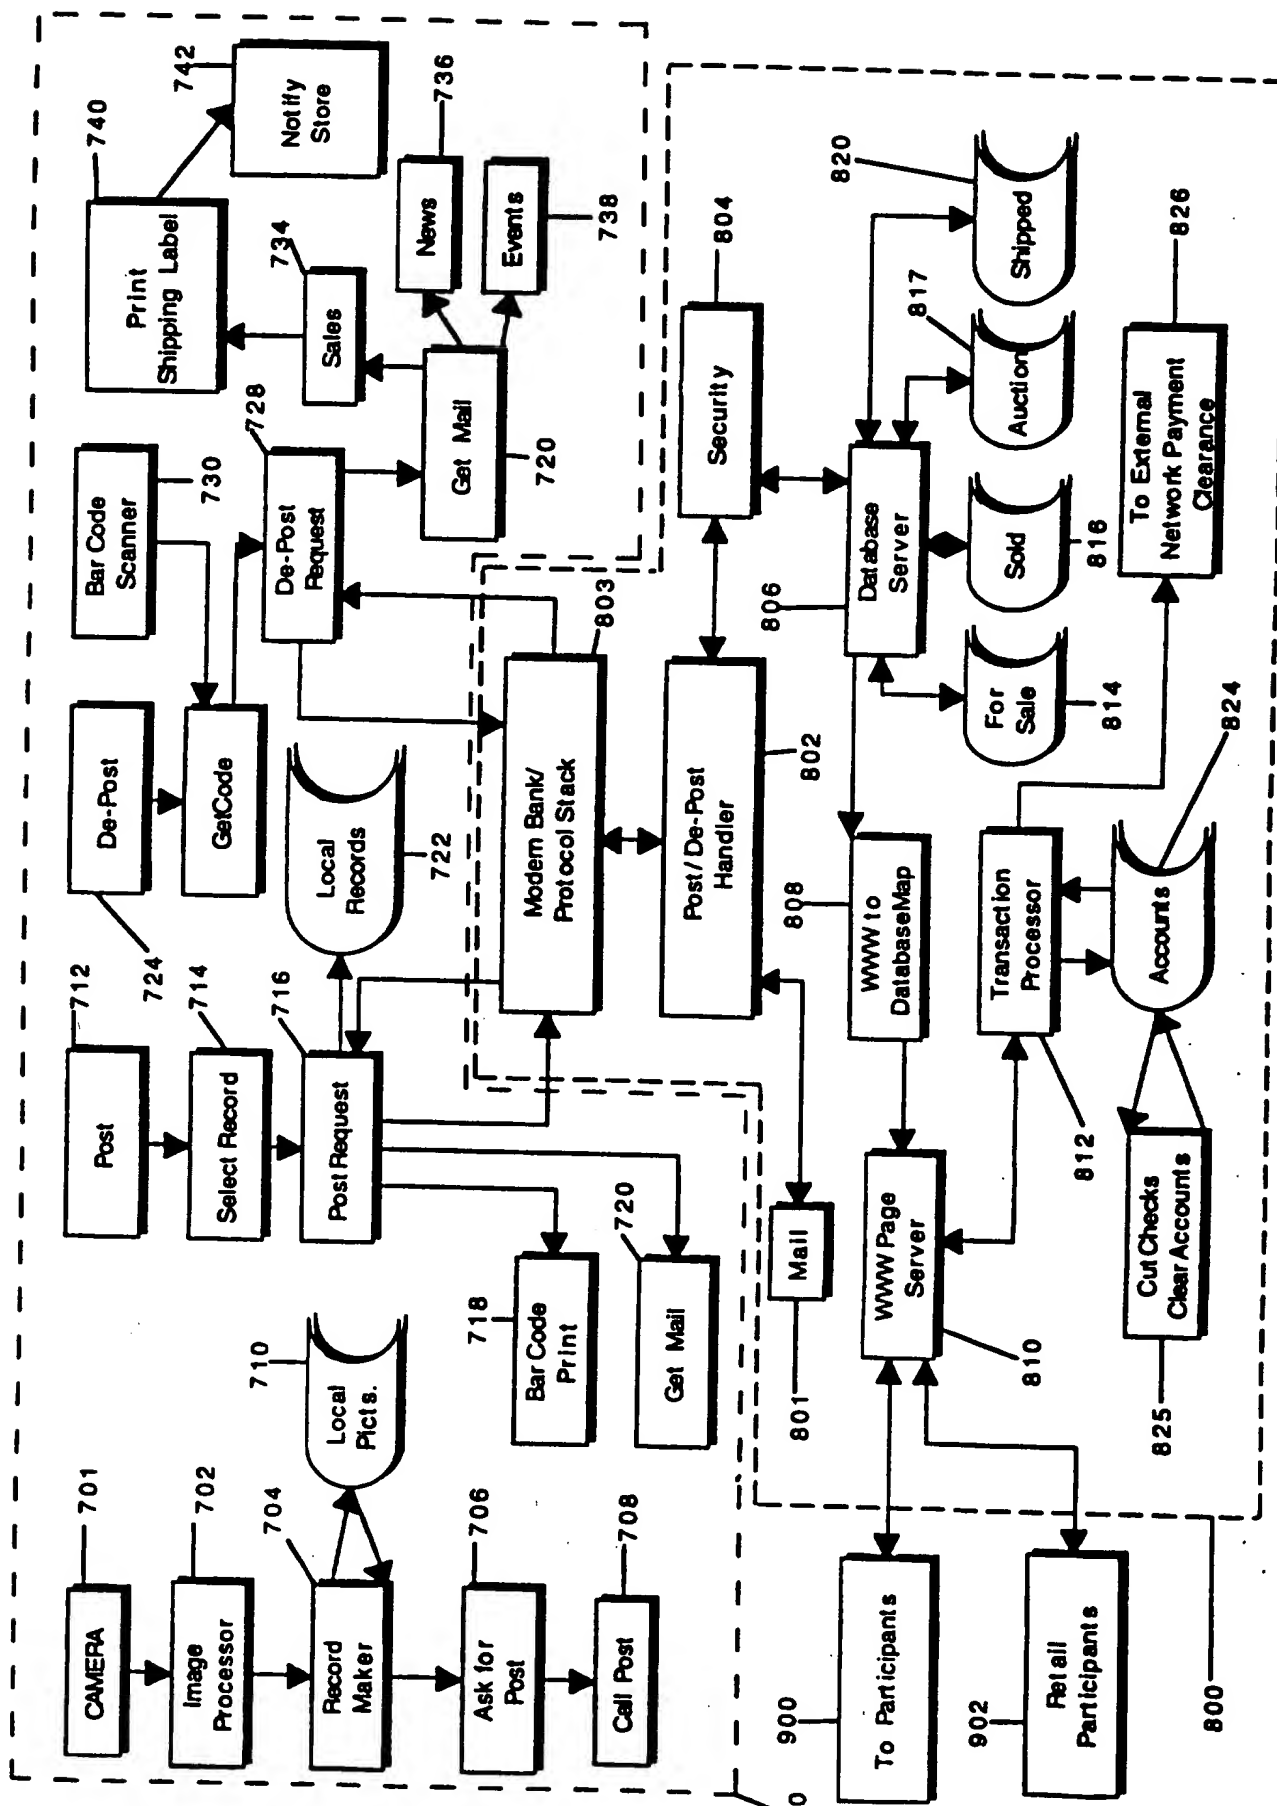 CAMERA
701
Image
Processor
702
Record
Maker
704
Local
Picts.
710
Ask for
Post
706
Call Post
708
Post
712
Select Record
714
Post Request
716
Local
Records
722
Bar Code
Print
718
Get Mail
720
De-Post
724
GetCode
Bar Code
Scanner
730
De-Post
Request
728
Get Mail
720
Sales
734
News
736
Events
738
Print
Shipping Label
740
Notify
Store
742
Modem Bank/
Protocol Stack
803
Post/De-Post
Handler
802
Security
804
Mail
801
Database
Server
806
WWW to
DatabaseMap
808
WWW Page
Server
810
For
Sale
814
Sold
816
Auction
817
Shipped
820
Transaction
Processor
812
Accounts
824
Cut Checks
Clear Accounts
825
To External
Network Payment
Clearance
826
To Participants
900
Retail
Participants
902
800
0